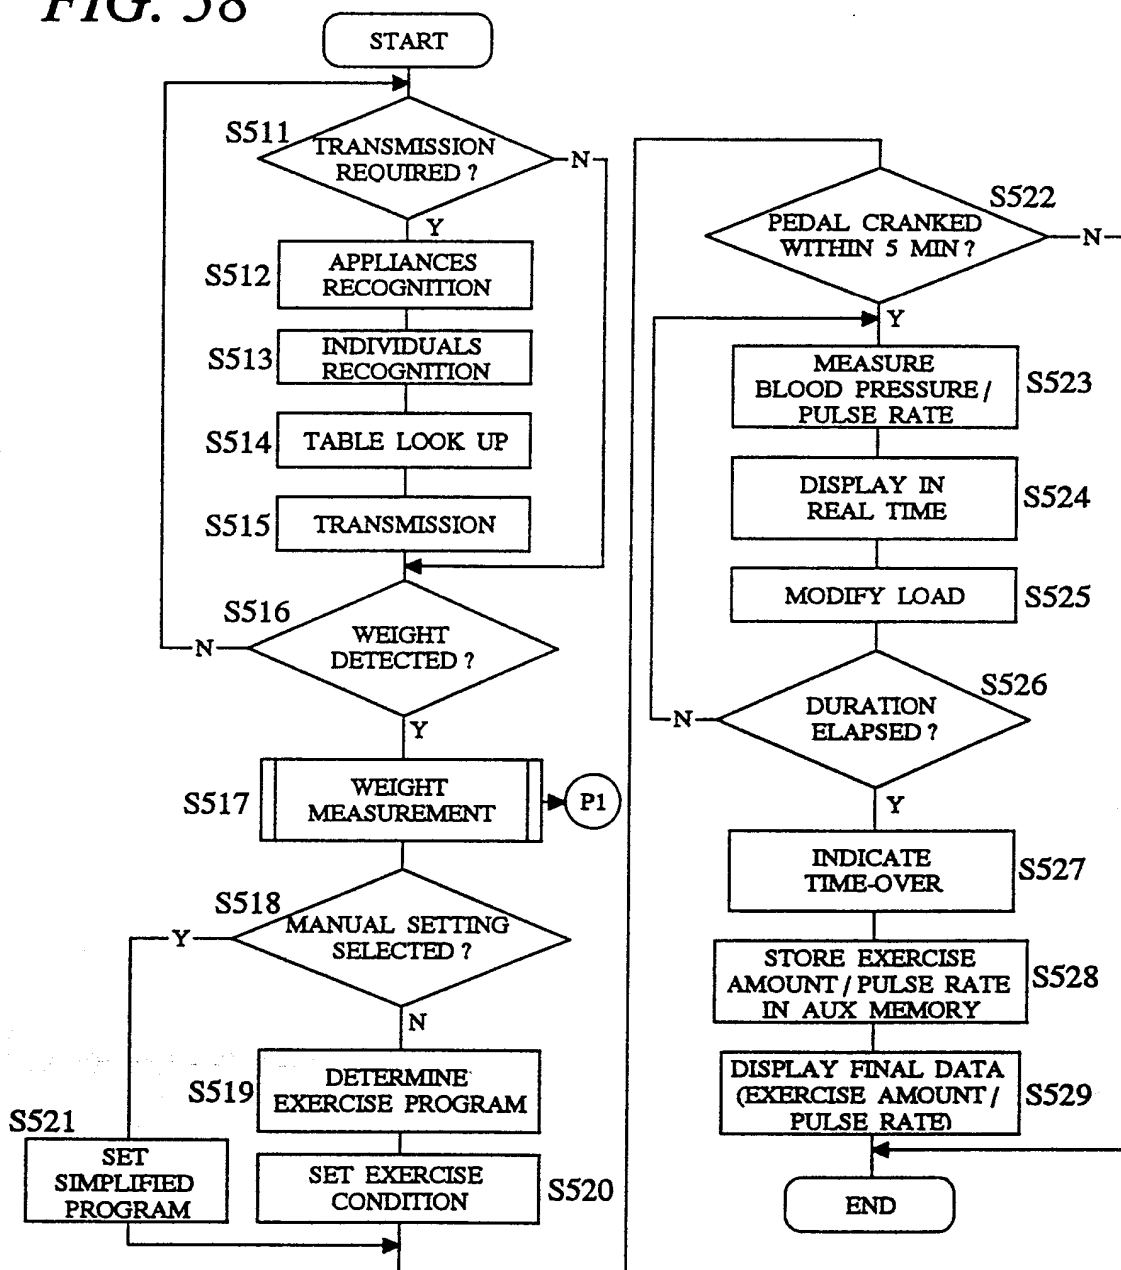 FIG. 58
START
S511
TRANSMISSION
REQUIRED ?
N
Y
S512
APPLIANCES
RECOGNITION
S513
INDIVIDUALS
RECOGNITION
S514
TABLE LOOK UP
S515
TRANSMISSION
S516
WEIGHT
DETECTED ?
N
Y
S517
WEIGHT
MEASUREMENT
P1
S518
MANUAL SETTING
SELECTED ?
Y
N
S519
DETERMINE
EXERCISE PROGRAM
S521
SET
SIMPLIFIED
PROGRAM
SET EXERCISE
CONDITION
S520
S522
PEDAL CRANKED
WITHIN 5 MIN ?
N
Y
MEASURE
BLOOD PRESSURE /
PULSE RATE
S523
DISPLAY IN
REAL TIME
S524
MODIFY LOAD
S525
S526
DURATION
ELAPSED ?
N
Y
INDICATE
TIME-OVER
S527
STORE EXERCISE
AMOUNT / PULSE RATE
IN AUX MEMORY
S528
DISPLAY FINAL DATA
(EXERCISE AMOUNT /
PULSE RATE)
S529
END